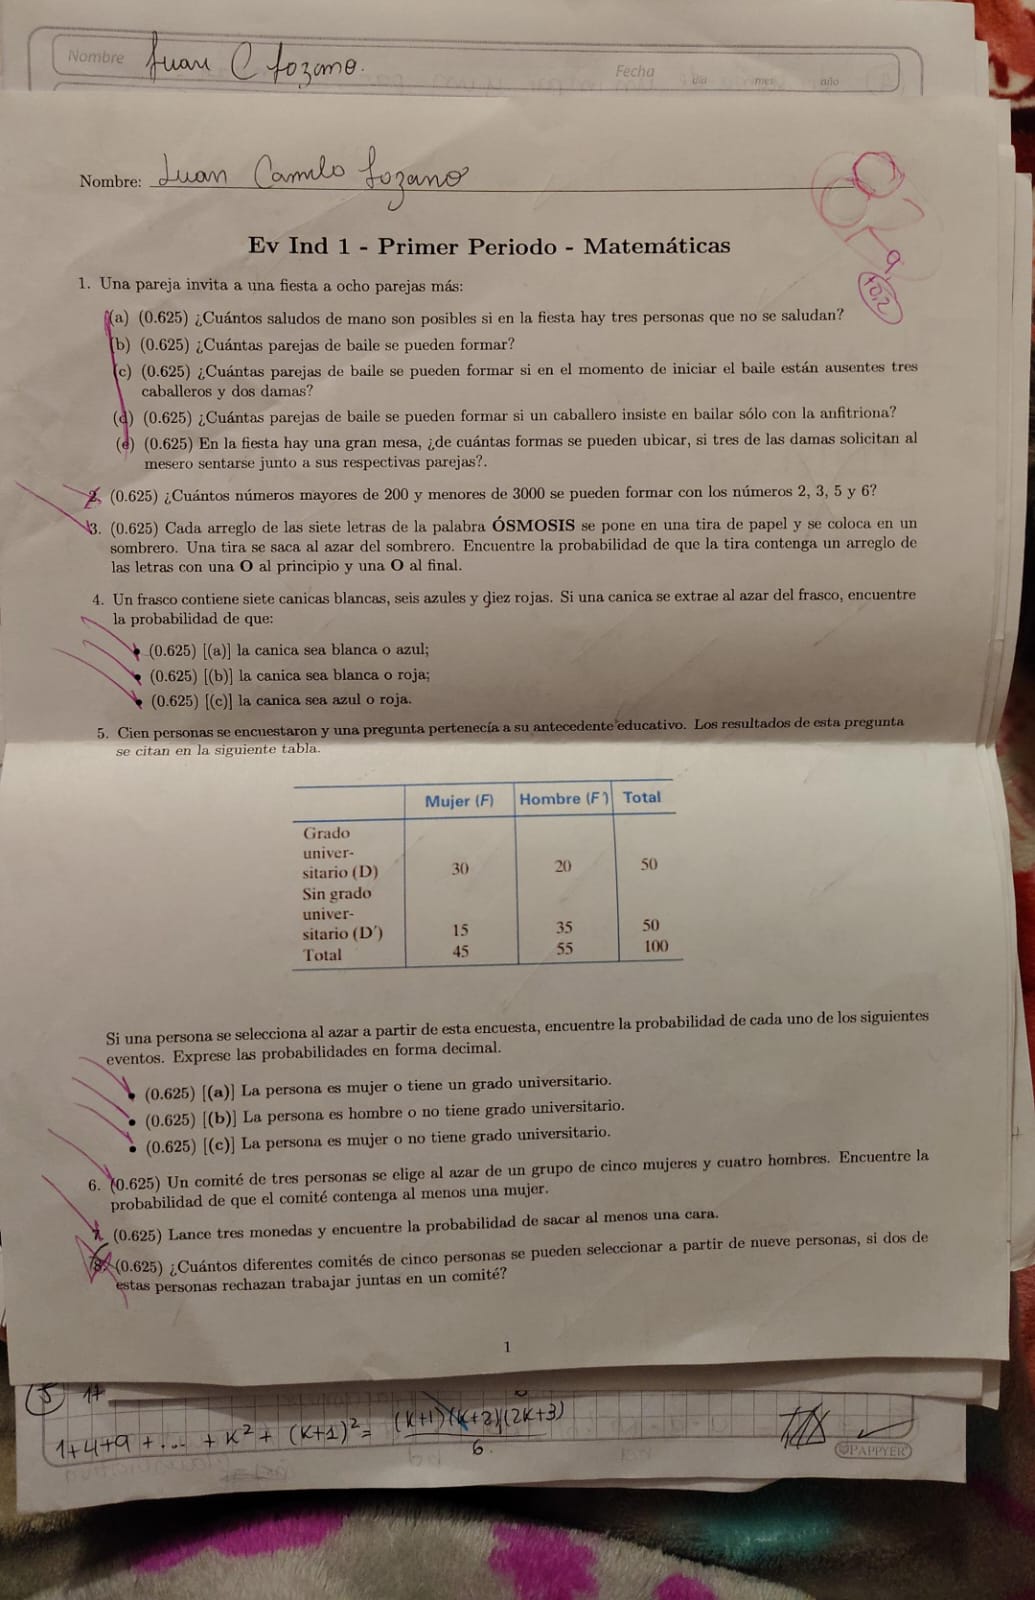 Nombre Juan C Lozano.
Fecha día mes año
Nombre: Juan Camilo Lozano
Ev Ind 1 - Primer Periodo - Matemáticas
9
+0,2
1. Una pareja invita a una fiesta a ocho parejas más:
(a) (0.625) ¿Cuántos saludos de mano son posibles si en la fiesta hay tres personas que no se saludan?
(b) (0.625) ¿Cuántas parejas de baile se pueden formar?
(c) (0.625) ¿Cuántas parejas de baile se pueden formar si en el momento de iniciar el baile están ausentes tres
caballeros y dos damas?
(d) (0.625) ¿Cuántas parejas de baile se pueden formar si un caballero insiste en bailar sólo con la anfitriona?
(e) (0.625) En la fiesta hay una gran mesa, ¿de cuántas formas se pueden ubicar, si tres de las damas solicitan al
mesero sentarse junto a sus respectivas parejas?.
2. (0.625) ¿Cuántos números mayores de 200 y menores de 3000 se pueden formar con los números 2, 3, 5 y 6?
3. (0.625) Cada arreglo de las siete letras de la palabra ÓSMOSIS se pone en una tira de papel y se coloca en un
sombrero. Una tira se saca al azar del sombrero. Encuentre la probabilidad de que la tira contenga un arreglo de
las letras con una O al principio y una O al final.
4. Un frasco contiene siete canicas blancas, seis azules y diez rojas. Si una canica se extrae al azar del frasco, encuentre
la probabilidad de que:
• (0.625) [(a)] la canica sea blanca o azul;
• (0.625) [(b)] la canica sea blanca o roja;
• (0.625) [(c)] la canica sea azul o roja.
5. Cien personas se encuestaron y una pregunta pertenecía a su antecedente educativo. Los resultados de esta pregunta
se citan en la siguiente tabla.
Mujer (F) Hombre (F') Total
Grado
univer-
sitario (D) 30 20 50
Sin grado
univer-
sitario (D') 15 35 50
Total 45 55 100
Si una persona se selecciona al azar a partir de esta encuesta, encuentre la probabilidad de cada uno de los siguientes
eventos. Exprese las probabilidades en forma decimal.
• (0.625) [(a)] La persona es mujer o tiene un grado universitario.
• (0.625) [(b)] La persona es hombre o no tiene grado universitario.
• (0.625) [(c)] La persona es mujer o no tiene grado universitario.
6. (0.625) Un comité de tres personas se elige al azar de un grupo de cinco mujeres y cuatro hombres. Encuentre la
probabilidad de que el comité contenga al menos una mujer.
7. (0.625) Lance tres monedas y encuentre la probabilidad de sacar al menos una cara.
8. (0.625) ¿Cuántos diferentes comités de cinco personas se pueden seleccionar a partir de nueve personas, si dos de
estas personas rechazan trabajar juntas en un comité?
1
5 1+
1+4+9 + ... + K² + (K+1)² = (K+1)(K+2)(2K+3)
6
PAPPYER